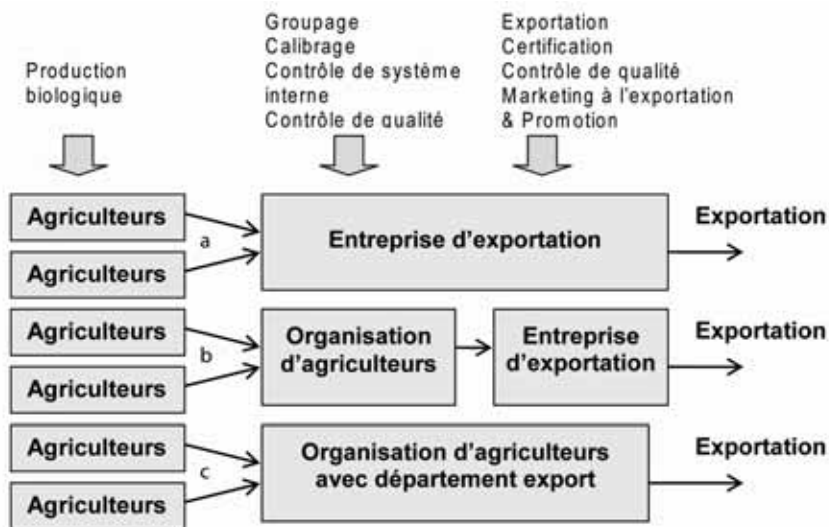 Production
biologique
Groupage
Calibrage
Contrôle de système
interne
Contrôle de qualité
Exportation
Certification
Contrôle de qualité
Marketing à l'exportation
& Promotion
Agriculteurs
Agriculteurs
a
Entreprise d'exportation
Exportation
Agriculteurs
Agriculteurs
b
Organisation
d'agriculteurs
Entreprise
d'exportation
Exportation
Agriculteurs
Agriculteurs
c
Organisation d'agriculteurs
avec département export
Exportation